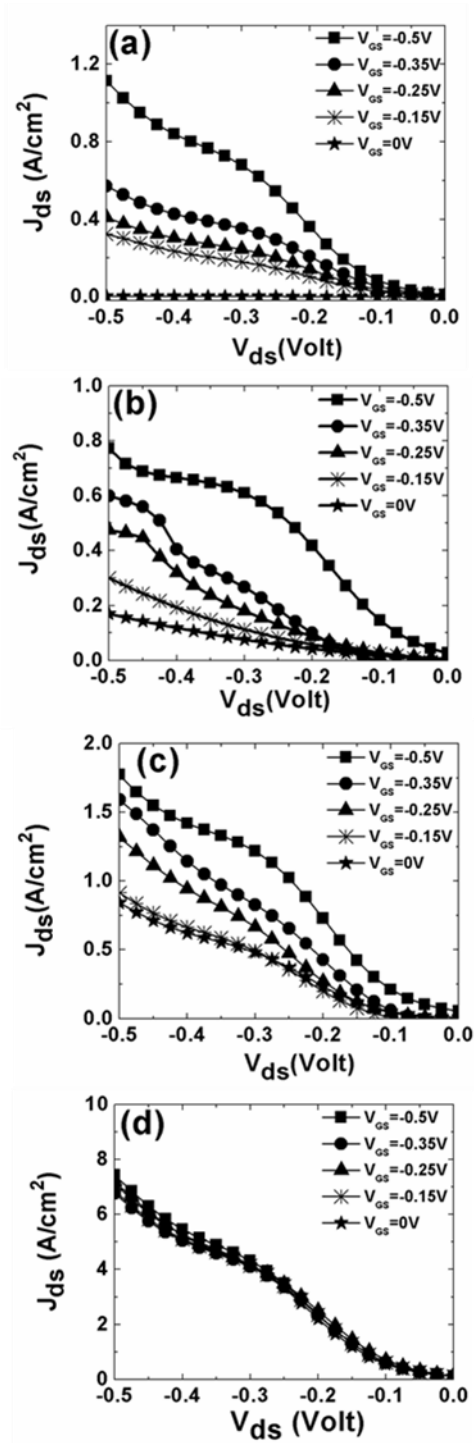 (a)
V_GS=-0.5V
V_GS=-0.35V
V_GS=-0.25V
V_GS=-0.15V
V_GS=0V
J_ds (A/cm²)
1.2
0.8
0.4
0.0
-0.5 -0.4 -0.3 -0.2 -0.1 0.0
V_ds(Volt)
(b)
V_GS=-0.5V
V_GS=-0.35V
V_GS=-0.25V
V_GS=-0.15V
V_GS=0V
J_ds(A/cm²)
1.0
0.8
0.6
0.4
0.2
0.0
-0.5 -0.4 -0.3 -0.2 -0.1 0.0
V_ds(Volt)
(c)
V_GS=-0.5V
V_GS=-0.35V
V_GS=-0.25V
V_GS=-0.15V
V_GS=0V
J_ds(A/cm²)
2.0
1.5
1.0
0.5
0.0
-0.5 -0.4 -0.3 -0.2 -0.1 0.0
V_ds(Volt)
(d)
V_GS=-0.5V
V_GS=-0.35V
V_GS=-0.25V
V_GS=-0.15V
V_GS=0V
J_ds (A/cm²)
10
8
6
4
2
0
-0.5 -0.4 -0.3 -0.2 -0.1 0.0
V_ds(Volt)